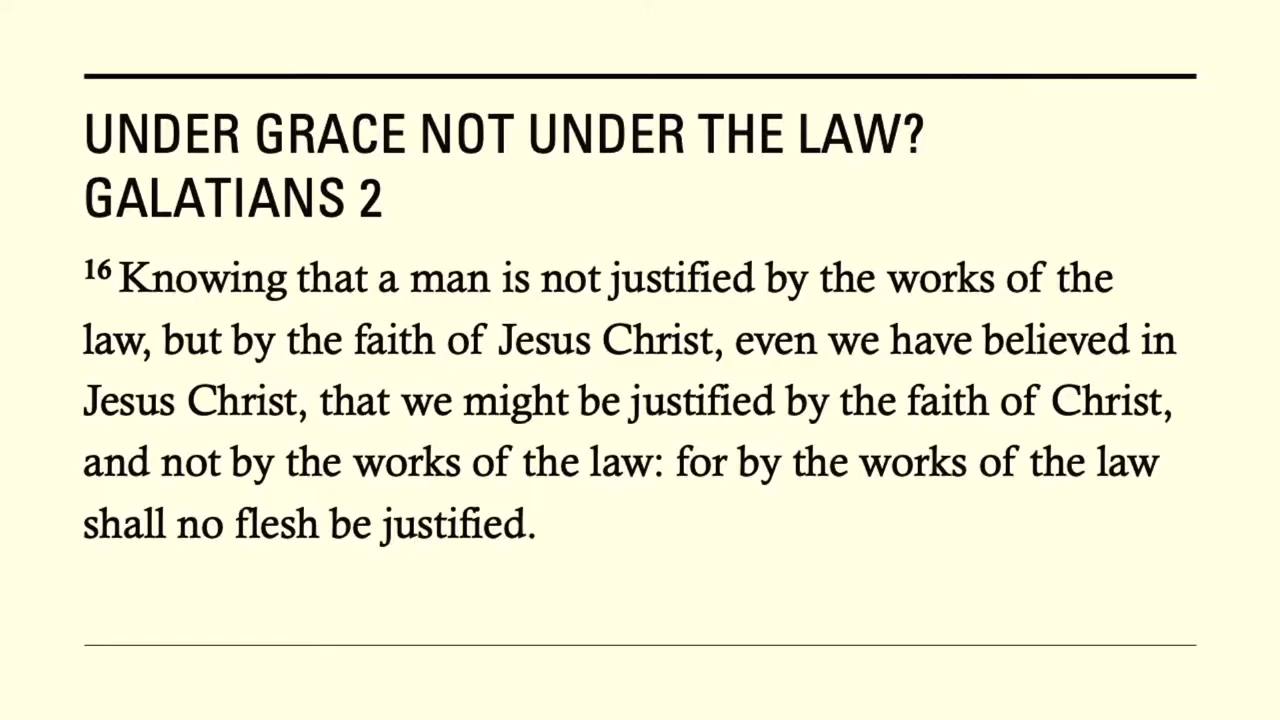 UNDER GRACE NOT UNDER THE LAW?
GALATIANS 2
16 Knowing that a man is not justified by the works of the
law, but by the faith of Jesus Christ, even we have believed in
Jesus Christ, that we might be justified by the faith of Christ,
and not by the works of the law: for by the works of the law
shall no flesh be justified.